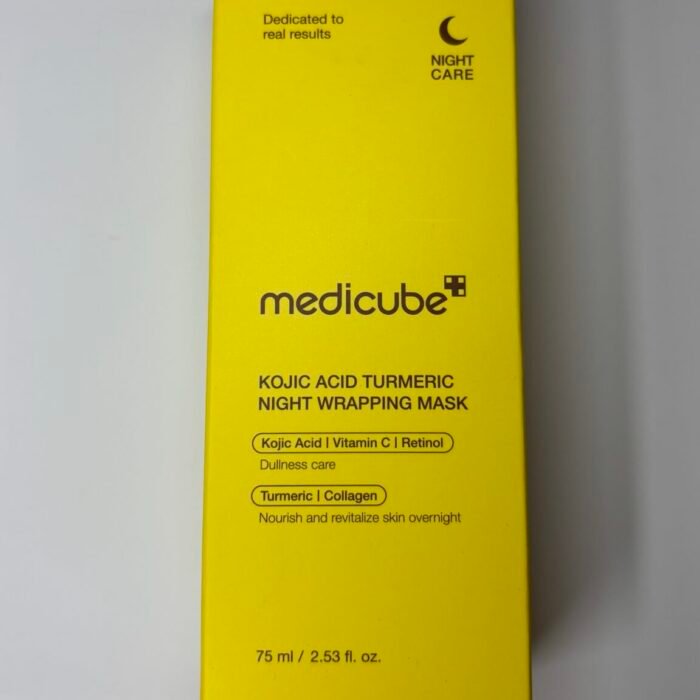 Dedicated to
real results
NIGHT
CARE
medicube
KOJIC ACID TURMERIC
NIGHT WRAPPING MASK
Kojic Acid | Vitamin C | Retinol
Dullness care
Turmeric | Collagen
Nourish and revitalize skin overnight
75 ml / 2.53 fl. oz.